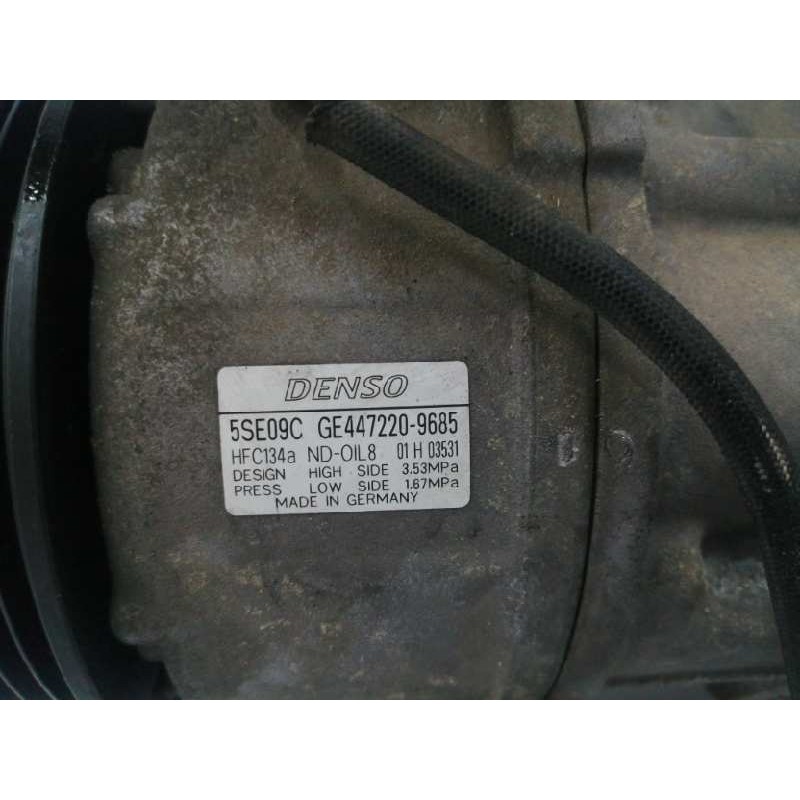 DENSO
5SE09C GE447220-9685
HFC134a ND-OIL8 01 H 03531
DESIGN HIGH SIDE 3.53MPa
PRESS LOW SIDE 1.67MPa
MADE IN GERMANY